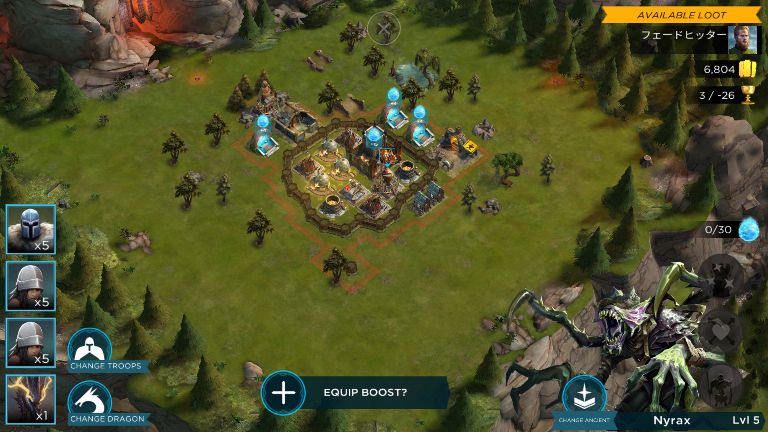 AVAILABLE LOOT
フェードヒッター
6,804
3 / -26
0/30
x5
x5
x5
x1
CHANGE TROOPS
CHANGE DRAGON
EQUIP BOOST?
CHANGE ANCIENT
Nyrax
Lvl 5